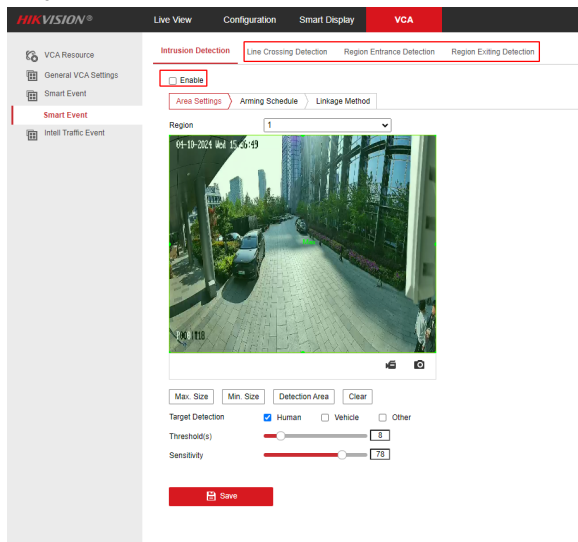 HIKVISION®
Live View Configuration Smart Display VCA
VCA Resource
General VCA Settings
Smart Event
Smart Event
Intell Traffic Event
Intrusion Detection Line Crossing Detection Region Entrance Detection Region Exiting Detection
Enable
Area Settings Arming Schedule Linkage Method
Region 1
04-10-2024 Wed 15:36:49
Max. Size Min. Size Detection Area Clear
Target Detection Human Vehicle Other
Threshold(s) 8
Sensitivity 78
Save